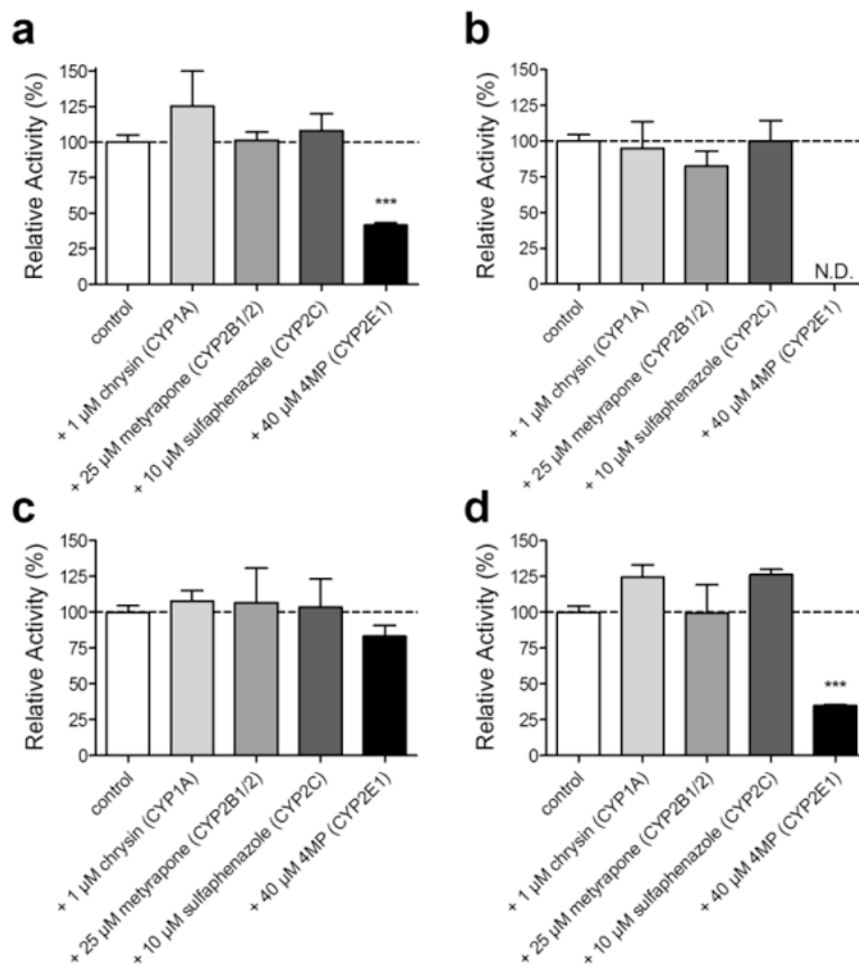 a
Relative Activity (%)
150
125
100
75
50
25
0
***
control
+ 1 μM chrysin (CYP1A)
+ 25 μM metyrapone (CYP2B1/2)
+ 10 μM sulfaphenazole (CYP2C)
+ 40 μM 4MP (CYP2E1)
b
Relative Activity (%)
150
125
100
75
50
25
0
N.D.
control
+ 1 μM chrysin (CYP1A)
+ 25 μM metyrapone (CYP2B1/2)
+ 10 μM sulfaphenazole (CYP2C)
+ 40 μM 4MP (CYP2E1)
c
Relative Activity (%)
150
125
100
75
50
25
0
control
+ 1 μM chrysin (CYP1A)
+ 25 μM metyrapone (CYP2B1/2)
+ 10 μM sulfaphenazole (CYP2C)
+ 40 μM 4MP (CYP2E1)
d
Relative Activity (%)
150
125
100
75
50
25
0
***
control
+ 1 μM chrysin (CYP1A)
+ 25 μM metyrapone (CYP2B1/2)
+ 10 μM sulfaphenazole (CYP2C)
+ 40 μM 4MP (CYP2E1)